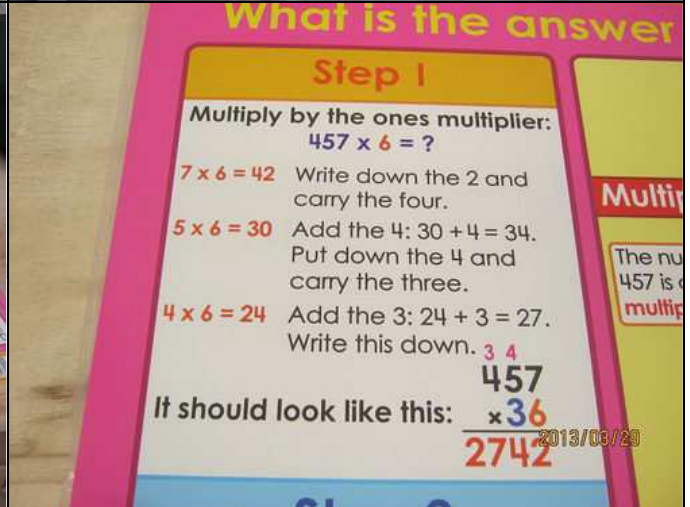 What is the answer
Step 1
Multiply by the ones multiplier:
457 x 6 = ?
7 x 6 = 42 Write down the 2 and
carry the four.
5 x 6 = 30 Add the 4: 30 + 4 = 34.
Put down the 4 and
carry the three.
4 x 6 = 24 Add the 3: 24 + 3 = 27.
Write this down.
3 4
457
It should look like this: x36
2742
2013/03/29
The nu
457 is